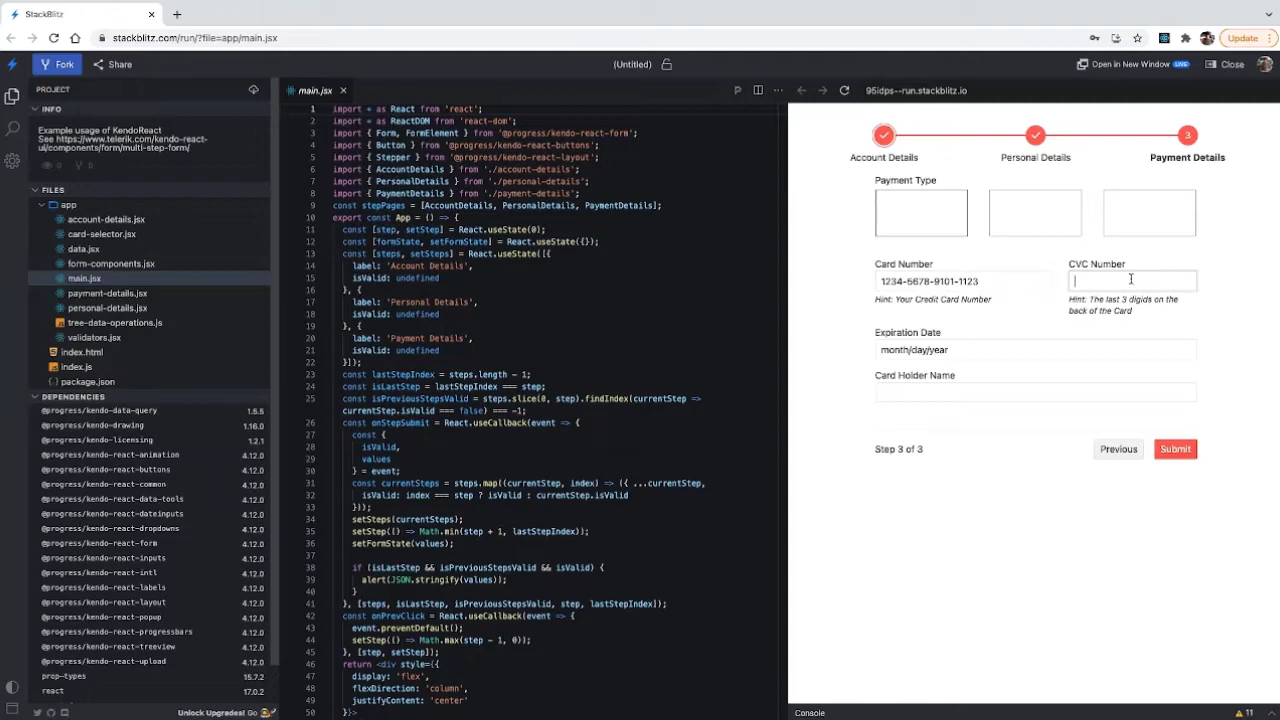 StackBlitz
stackblitz.com/run/?file=app/main.jsx
Update
Fork
Share
(Untitled)
Open in New Window LIVE
Close
PROJECT
INFO
Example usage of KendoReact
See https://www.telerik.com/kendo-react-
ui/components/form/multi-step-form/
0
0
FILES
app
account-details.jsx
card-selector.jsx
data.jsx
form-components.jsx
main.jsx
payment-details.jsx
personal-details.jsx
tree-data-operations.js
validators.jsx
index.html
index.js
package.json
DEPENDENCIES
@progress/kendo-data-query 1.5.5
@progress/kendo-drawing 1.16.0
@progress/kendo-licensing 1.2.1
@progress/kendo-react-animation 4.12.0
@progress/kendo-react-buttons 4.12.0
@progress/kendo-react-common 4.12.0
@progress/kendo-react-data-tools 4.12.0
@progress/kendo-react-dateinputs 4.12.0
@progress/kendo-react-dropdowns 4.12.0
@progress/kendo-react-form 4.12.0
@progress/kendo-react-inputs 4.12.0
@progress/kendo-react-intl 4.12.0
@progress/kendo-react-labels 4.12.0
@progress/kendo-react-layout 4.12.0
@progress/kendo-react-popup 4.12.0
@progress/kendo-react-progressbars 4.12.0
@progress/kendo-react-treeview 4.12.0
@progress/kendo-react-upload 4.12.0
prop-types 15.7.2
react 17.0.2
Unlock Upgrades! Go
main.jsx
1 import * as React from 'react';
2 import * as ReactDOM from 'react-dom';
3 import { Form, FormElement } from '@progress/kendo-react-form';
4 import { Button } from '@progress/kendo-react-buttons';
5 import { Stepper } from '@progress/kendo-react-layout';
6 import { AccountDetails } from './account-details';
7 import { PersonalDetails } from './personal-details';
8 import { PaymentDetails } from './payment-details';
9 const stepPages = [AccountDetails, PersonalDetails, PaymentDetails];
10 export const App = () => {
11 const [step, setStep] = React.useState(0);
12 const [formState, setFormState] = React.useState({});
13 const [steps, setSteps] = React.useState([{
14 label: 'Account Details',
15 isValid: undefined
16 }, {
17 label: 'Personal Details',
18 isValid: undefined
19 }, {
20 label: 'Payment Details',
21 isValid: undefined
22 }]);
23 const lastStepIndex = steps.length - 1;
24 const isLastStep = lastStepIndex === step;
25 const isPreviousStepsValid = steps.slice(0, step).findIndex(currentStep =>
currentStep.isValid === false) === -1;
26 const onStepSubmit = React.useCallback(event => {
27 const {
28 isValid,
29 values
30 } = event;
31 const currentSteps = steps.map((currentStep, index) => ({ ...currentStep,
32 isValid: index === step ? isValid : currentStep.isValid
33 }));
34 setSteps(currentSteps);
35 setStep(() => Math.min(step + 1, lastStepIndex));
36 setFormState(values);
37
38 if (isLastStep && isPreviousStepsValid && isValid) {
39 alert(JSON.stringify(values));
40 }
41 }, [steps, isLastStep, isPreviousStepsValid, step, lastStepIndex]);
42 const onPrevClick = React.useCallback(event => {
43 event.preventDefault();
44 setStep(() => Math.max(step - 1, 0));
45 }, [step, setStep]);
46 return <div style={{
47 display: 'flex',
48 flexDirection: 'column',
49 justifyContent: 'center'
50 }}>
95idps--run.stackblitz.io
3
Account Details
Personal Details
Payment Details
Payment Type
Card Number
CVC Number
1234-5678-9101-1123
Hint: Your Credit Card Number
Hint: The last 3 digids on the
back of the Card
Expiration Date
month/day/year
Card Holder Name
Step 3 of 3
Previous
Submit
Console
11